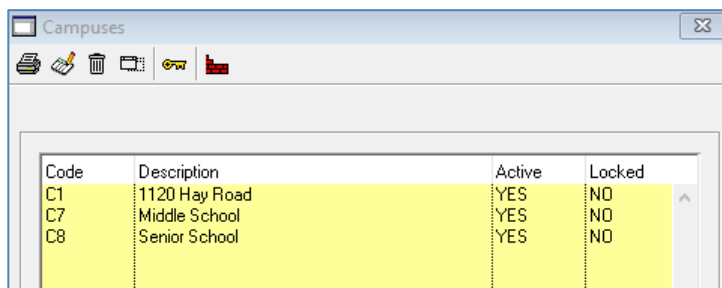 Campuses
Code Description Active Locked
C1 1120 Hay Road YES NO
C7 Middle School YES NO
C8 Senior School YES NO